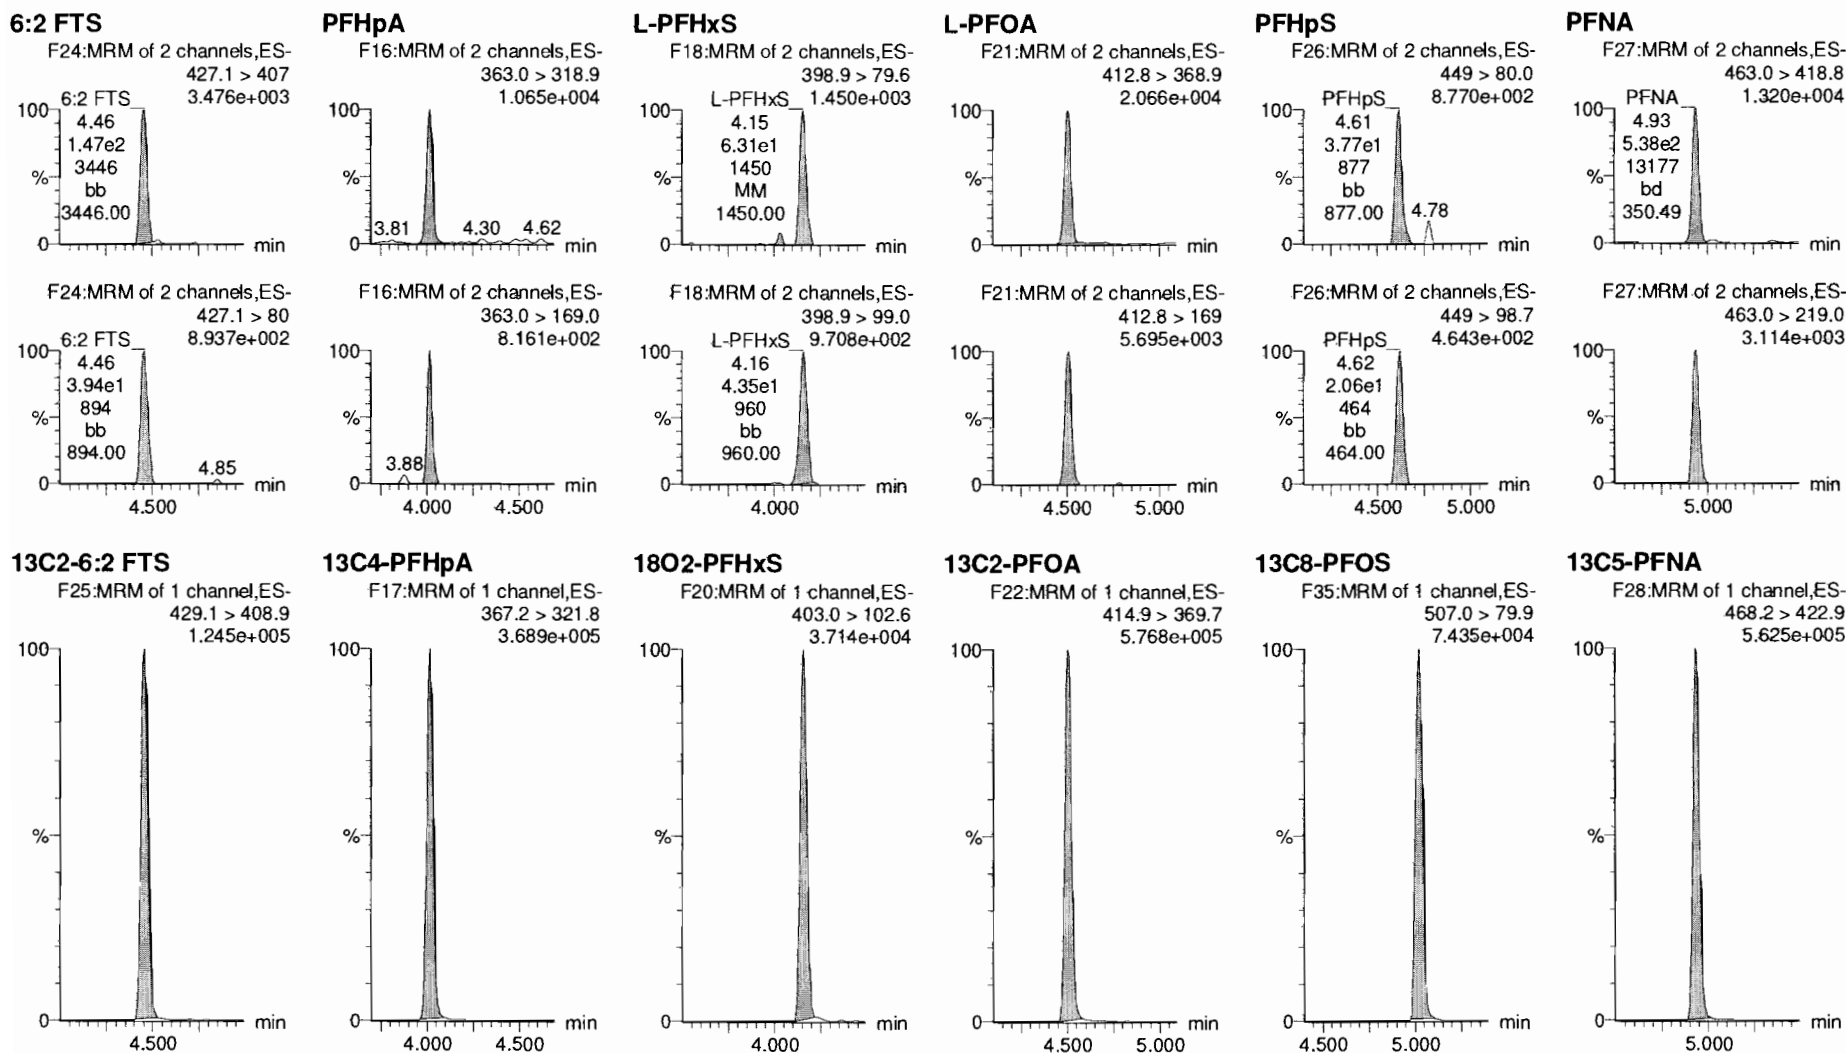 6:2 FTS
F24:MRM of 2 channels,ES-
427.1 > 407
3.476e+003
6:2 FTS
4.46
1.47e2
3446
bb
3446.00
100
%
0
min
PFHpA
F16:MRM of 2 channels,ES-
363.0 > 318.9
1.065e+004
100
%
3.81
4.30
4.62
0
min
L-PFHxS
F18:MRM of 2 channels,ES-
398.9 > 79.6
1.450e+003
L-PFHxS
4.15
6.31e1
1450
MM
1450.00
100
%
0
min
L-PFOA
F21:MRM of 2 channels,ES-
412.8 > 368.9
2.066e+004
100
%
0
min
PFHpS
F26:MRM of 2 channels,ES-
449 > 80.0
8.770e+002
PFHpS
4.61
3.77e1
877
bb
877.00
4.78
100
%
0
min
PFNA
F27:MRM of 2 channels,ES-
463.0 > 418.8
1.320e+004
PFNA
4.93
5.38e2
13177
bd
350.49
100
%
0
min
F24:MRM of 2 channels,ES-
427.1 > 80
8.937e+002
6:2 FTS
4.46
3.94e1
894
bb
894.00
4.85
100
%
0
min
4.500
F16:MRM of 2 channels,ES-
363.0 > 169.0
8.161e+002
100
%
3.88
0
min
4.000
4.500
F18:MRM of 2 channels,ES-
398.9 > 99.0
9.708e+002
L-PFHxS
4.16
4.35e1
960
bb
960.00
100
%
0
min
4.000
F21:MRM of 2 channels,ES-
412.8 > 169
5.695e+003
100
%
0
min
4.500
5.000
F26:MRM of 2 channels,ES-
449 > 98.7
4.643e+002
PFHpS
4.62
2.06e1
464
bb
464.00
100
%
0
min
4.500
5.000
F27:MRM of 2 channels,ES-
463.0 > 219.0
3.114e+003
100
%
0
min
5.000
13C2-6:2 FTS
F25:MRM of 1 channel,ES-
429.1 > 408.9
1.245e+005
100
%
0
min
4.500
13C4-PFHpA
F17:MRM of 1 channel,ES-
367.2 > 321.8
3.689e+005
100
%
0
min
4.000
4.500
18O2-PFHxS
F20:MRM of 1 channel,ES-
403.0 > 102.6
3.714e+004
100
%
0
min
4.000
13C2-PFOA
F22:MRM of 1 channel,ES-
414.9 > 369.7
5.768e+005
100
%
0
min
4.500
5.000
13C8-PFOS
F35:MRM of 1 channel,ES-
507.0 > 79.9
7.435e+004
100
%
0
min
4.500
5.000
13C5-PFNA
F28:MRM of 1 channel,ES-
468.2 > 422.9
5.625e+005
100
%
0
min
5.000